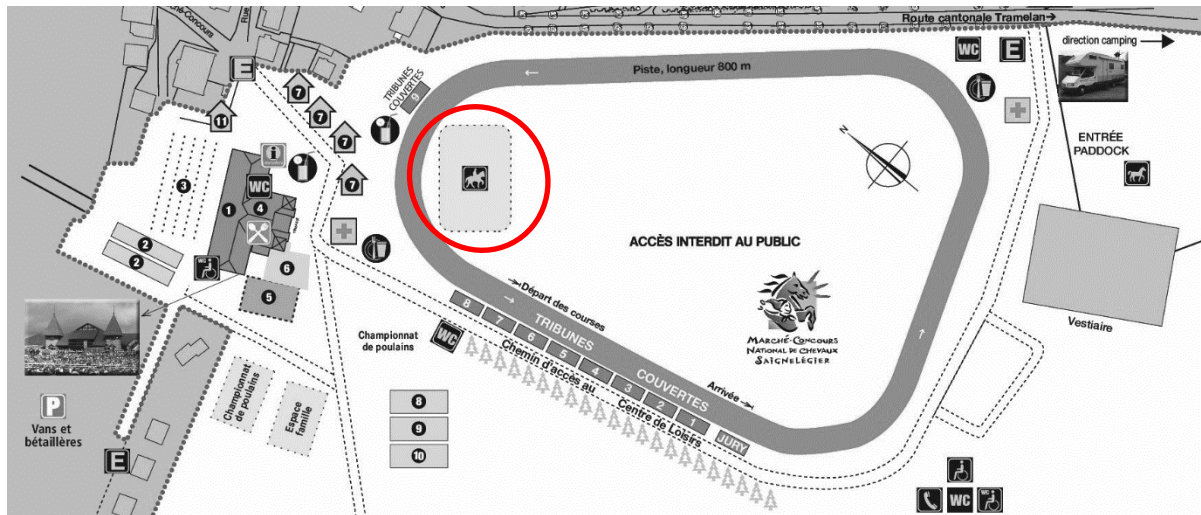 Route cantonale Tramelan
Piste, longueur 800 m
WC
E
direction camping
E
TRIBUNES
COUVERTES
9
7
7
7
7
11
i
3
WC
1
4
2
2
WC
6
5
N
ENTRÉE
PADDOCK
ACCÈS INTERDIT AU PUBLIC
MARCHÉ-CONCOURS
NATIONAL DE CHEVAUX
SAIGNELÉGIER
Vestiaire
Départ des courses
8 7 6 5 4 3 2 1
TRIBUNES COUVERTES
JURY
Arrivée
Chemin d'accès au Centre de Loisirs
Championnat
de poulains
WC
Championnat
de poulains
Espace
famille
8
9
10
P
Vans et
bétaillères
E
WC
WC